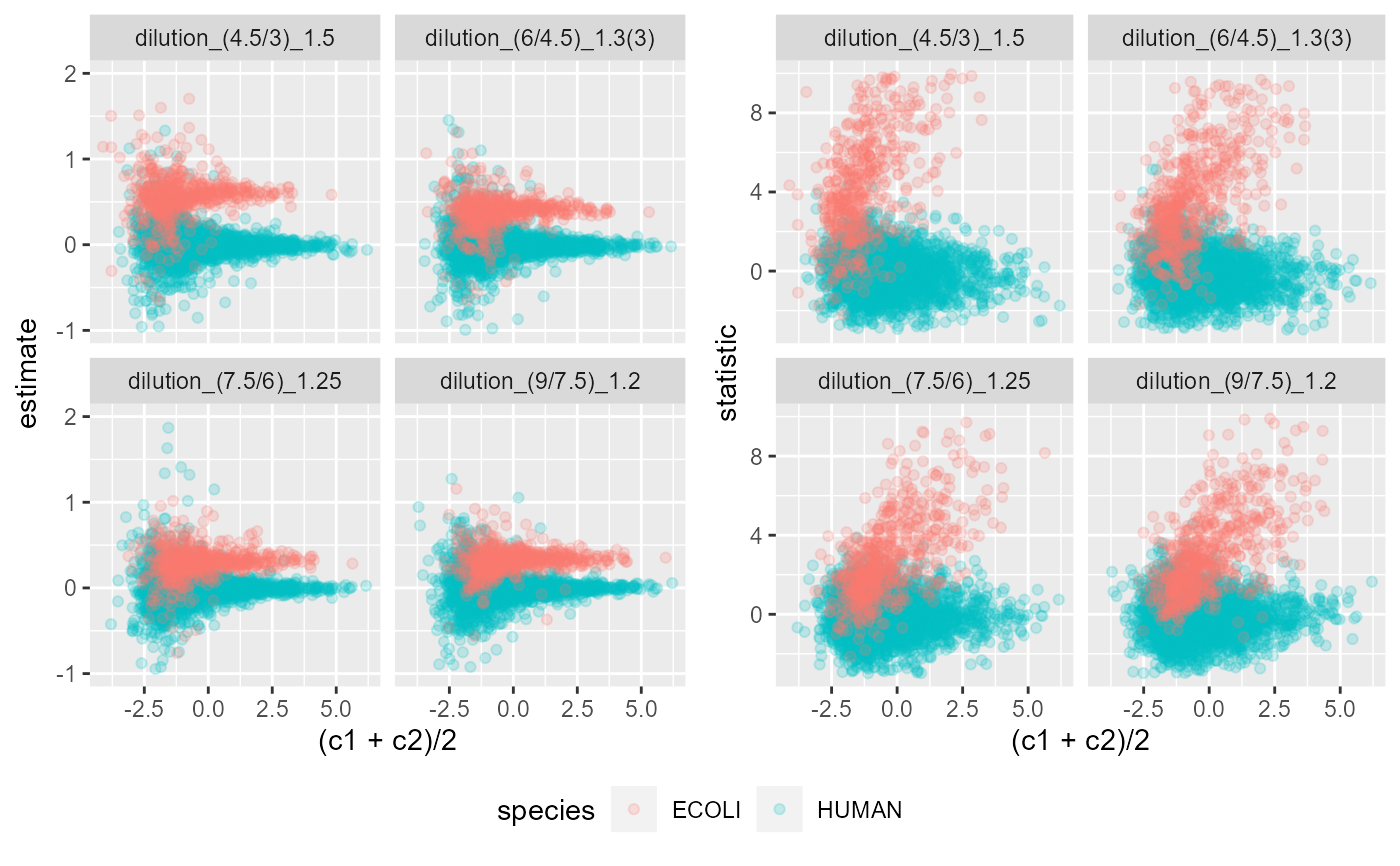 dilution_(4.5/3)_1.5
dilution_(6/4.5)_1.3(3)
dilution_(4.5/3)_1.5
dilution_(6/4.5)_1.3(3)
2
1
0
-1
8
4
0
estimate
statistic
dilution_(7.5/6)_1.25
dilution_(9/7.5)_1.2
dilution_(7.5/6)_1.25
dilution_(9/7.5)_1.2
2
1
0
-1
8
4
0
-2.5 0.0 2.5 5.0
-2.5 0.0 2.5 5.0
-2.5 0.0 2.5 5.0
-2.5 0.0 2.5 5.0
(c1 + c2)/2
(c1 + c2)/2
species ECOLI HUMAN